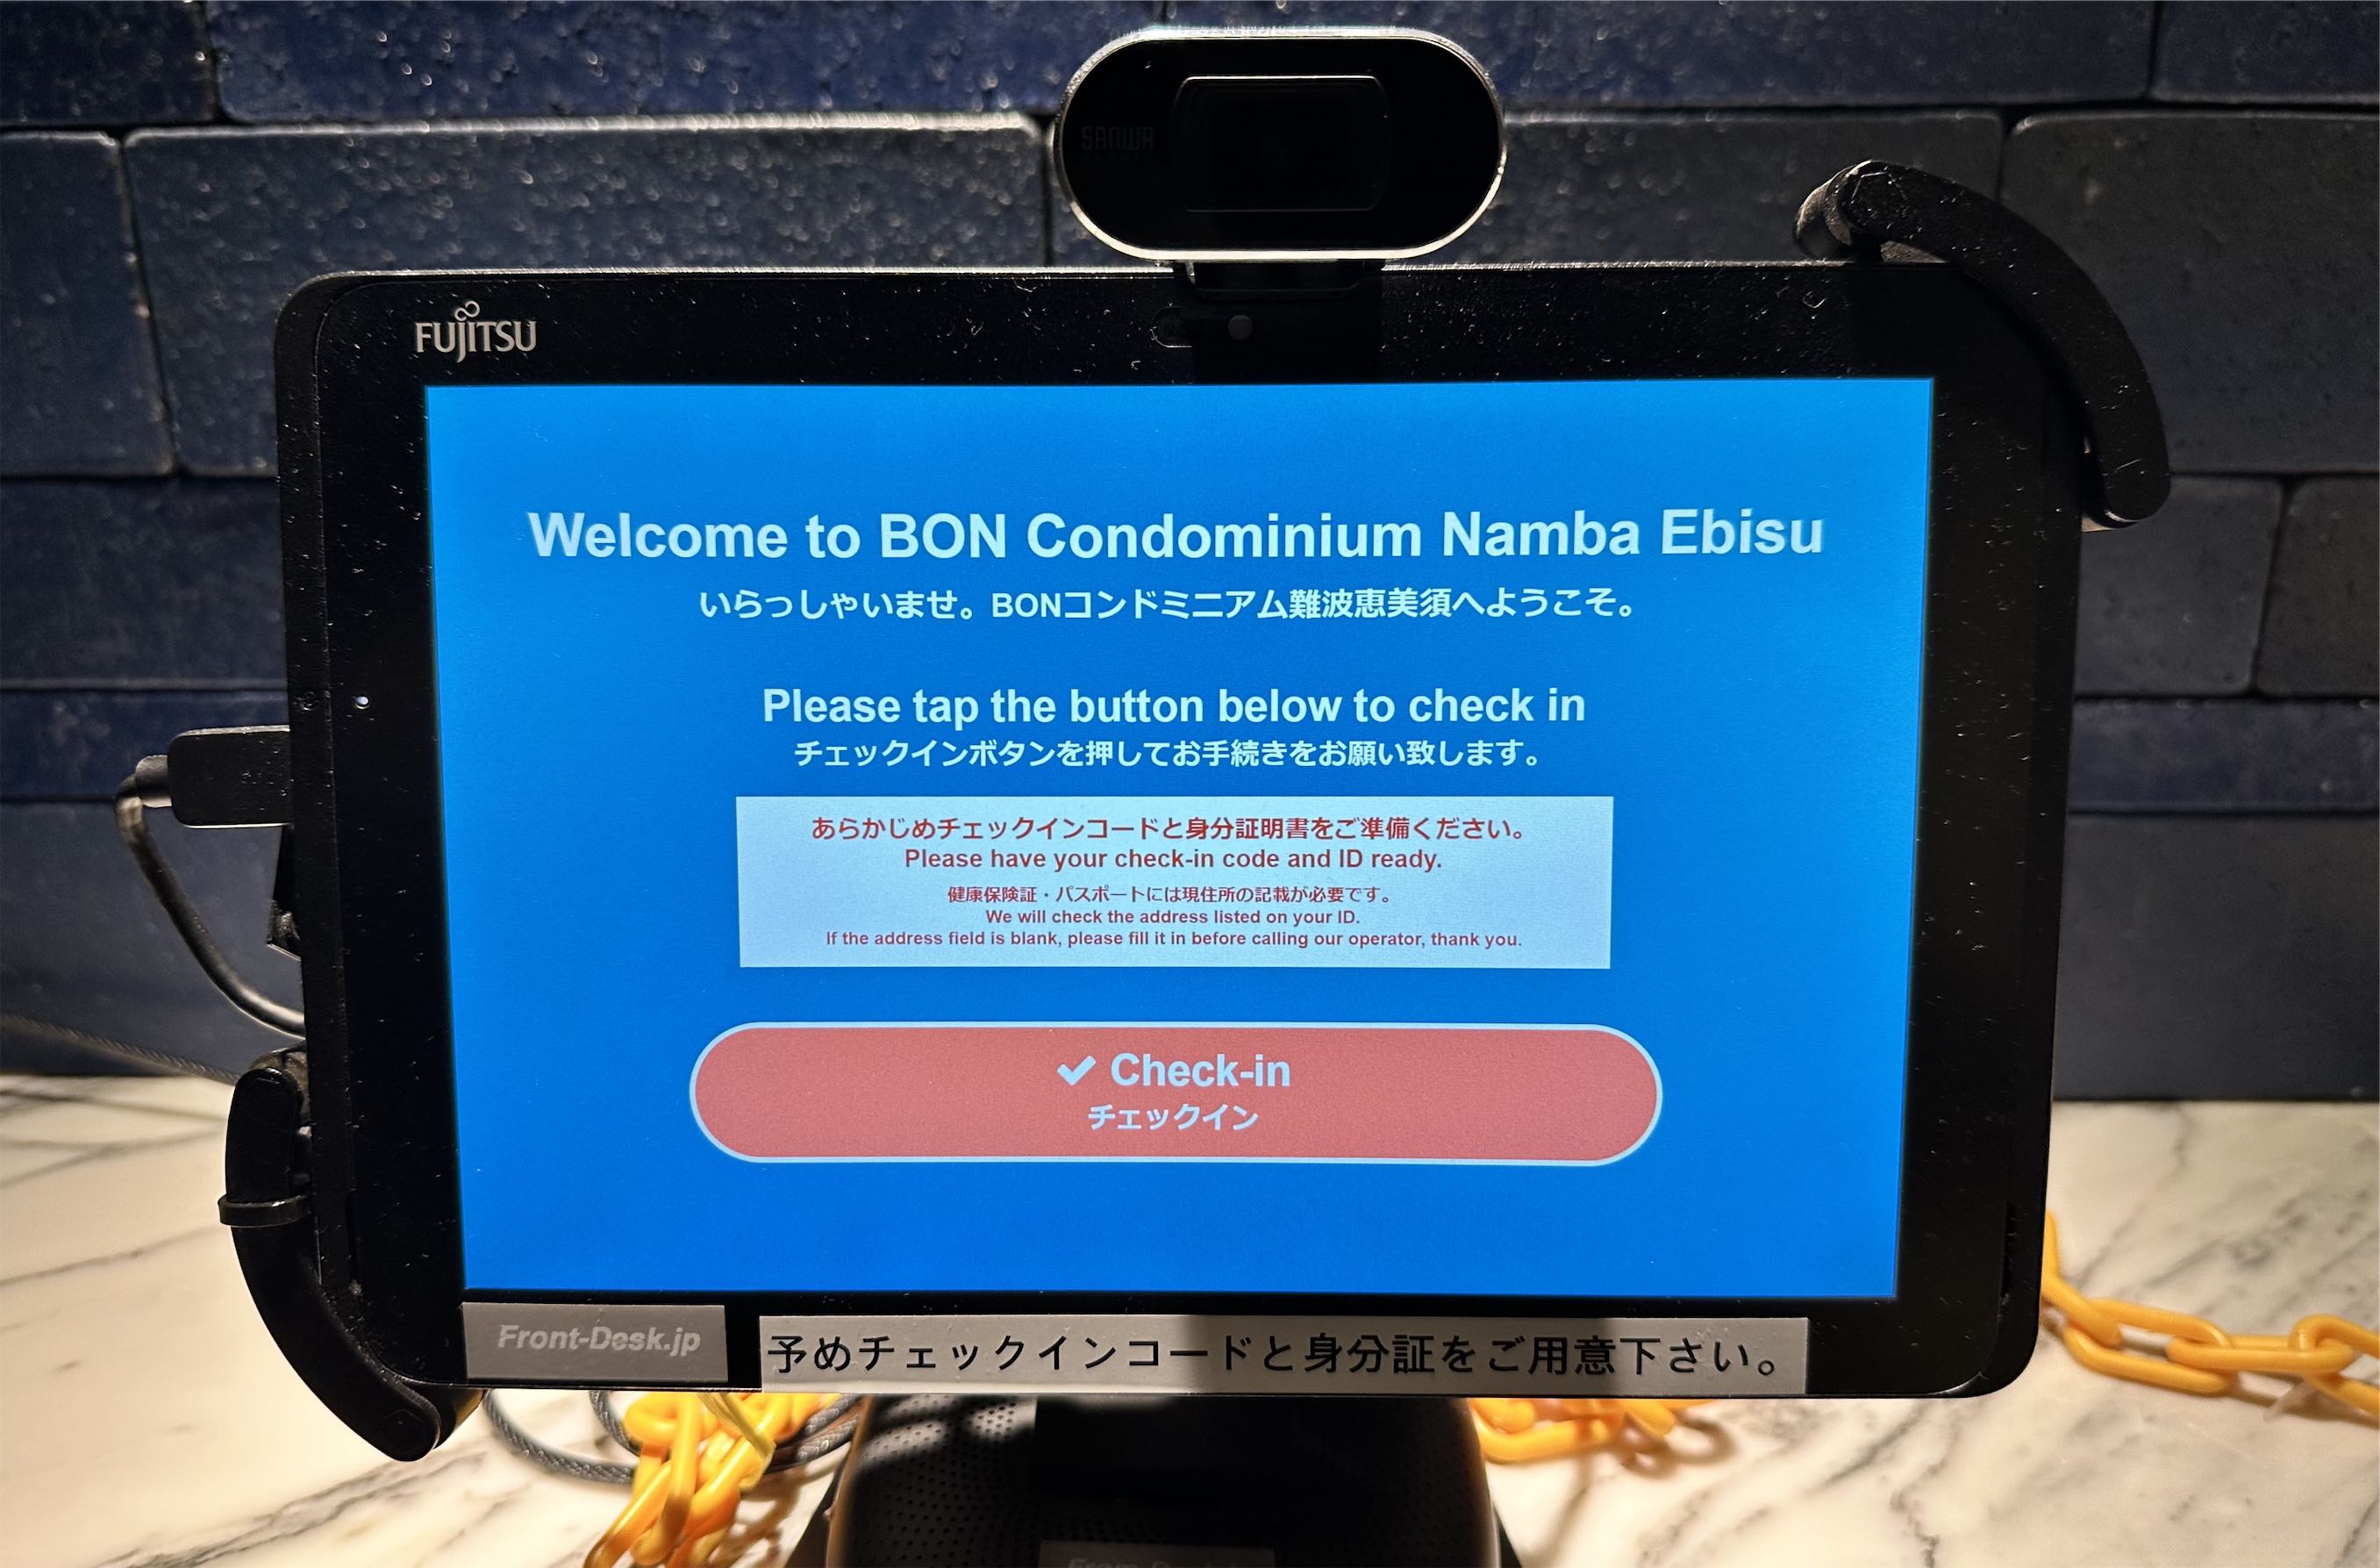 SANWA
FUJITSU
Welcome to BON Condominium Namba Ebisu
いらっしゃいませ。BONコンドミニアム難波恵美須へようこそ。
Please tap the button below to check in
チェックインボタンを押してお手続きをお願い致します。
あらかじめチェックインコードと身分証明書をご準備ください。
Please have your check-in code and ID ready.
健康保険証・パスポートには現住所の記載が必要です。
We will check the address listed on your ID.
If the address field is blank, please fill it in before calling our operator, thank you.
✓ Check-in
チェックイン
Front-Desk.jp
予めチェックインコードと身分証をご用意下さい。